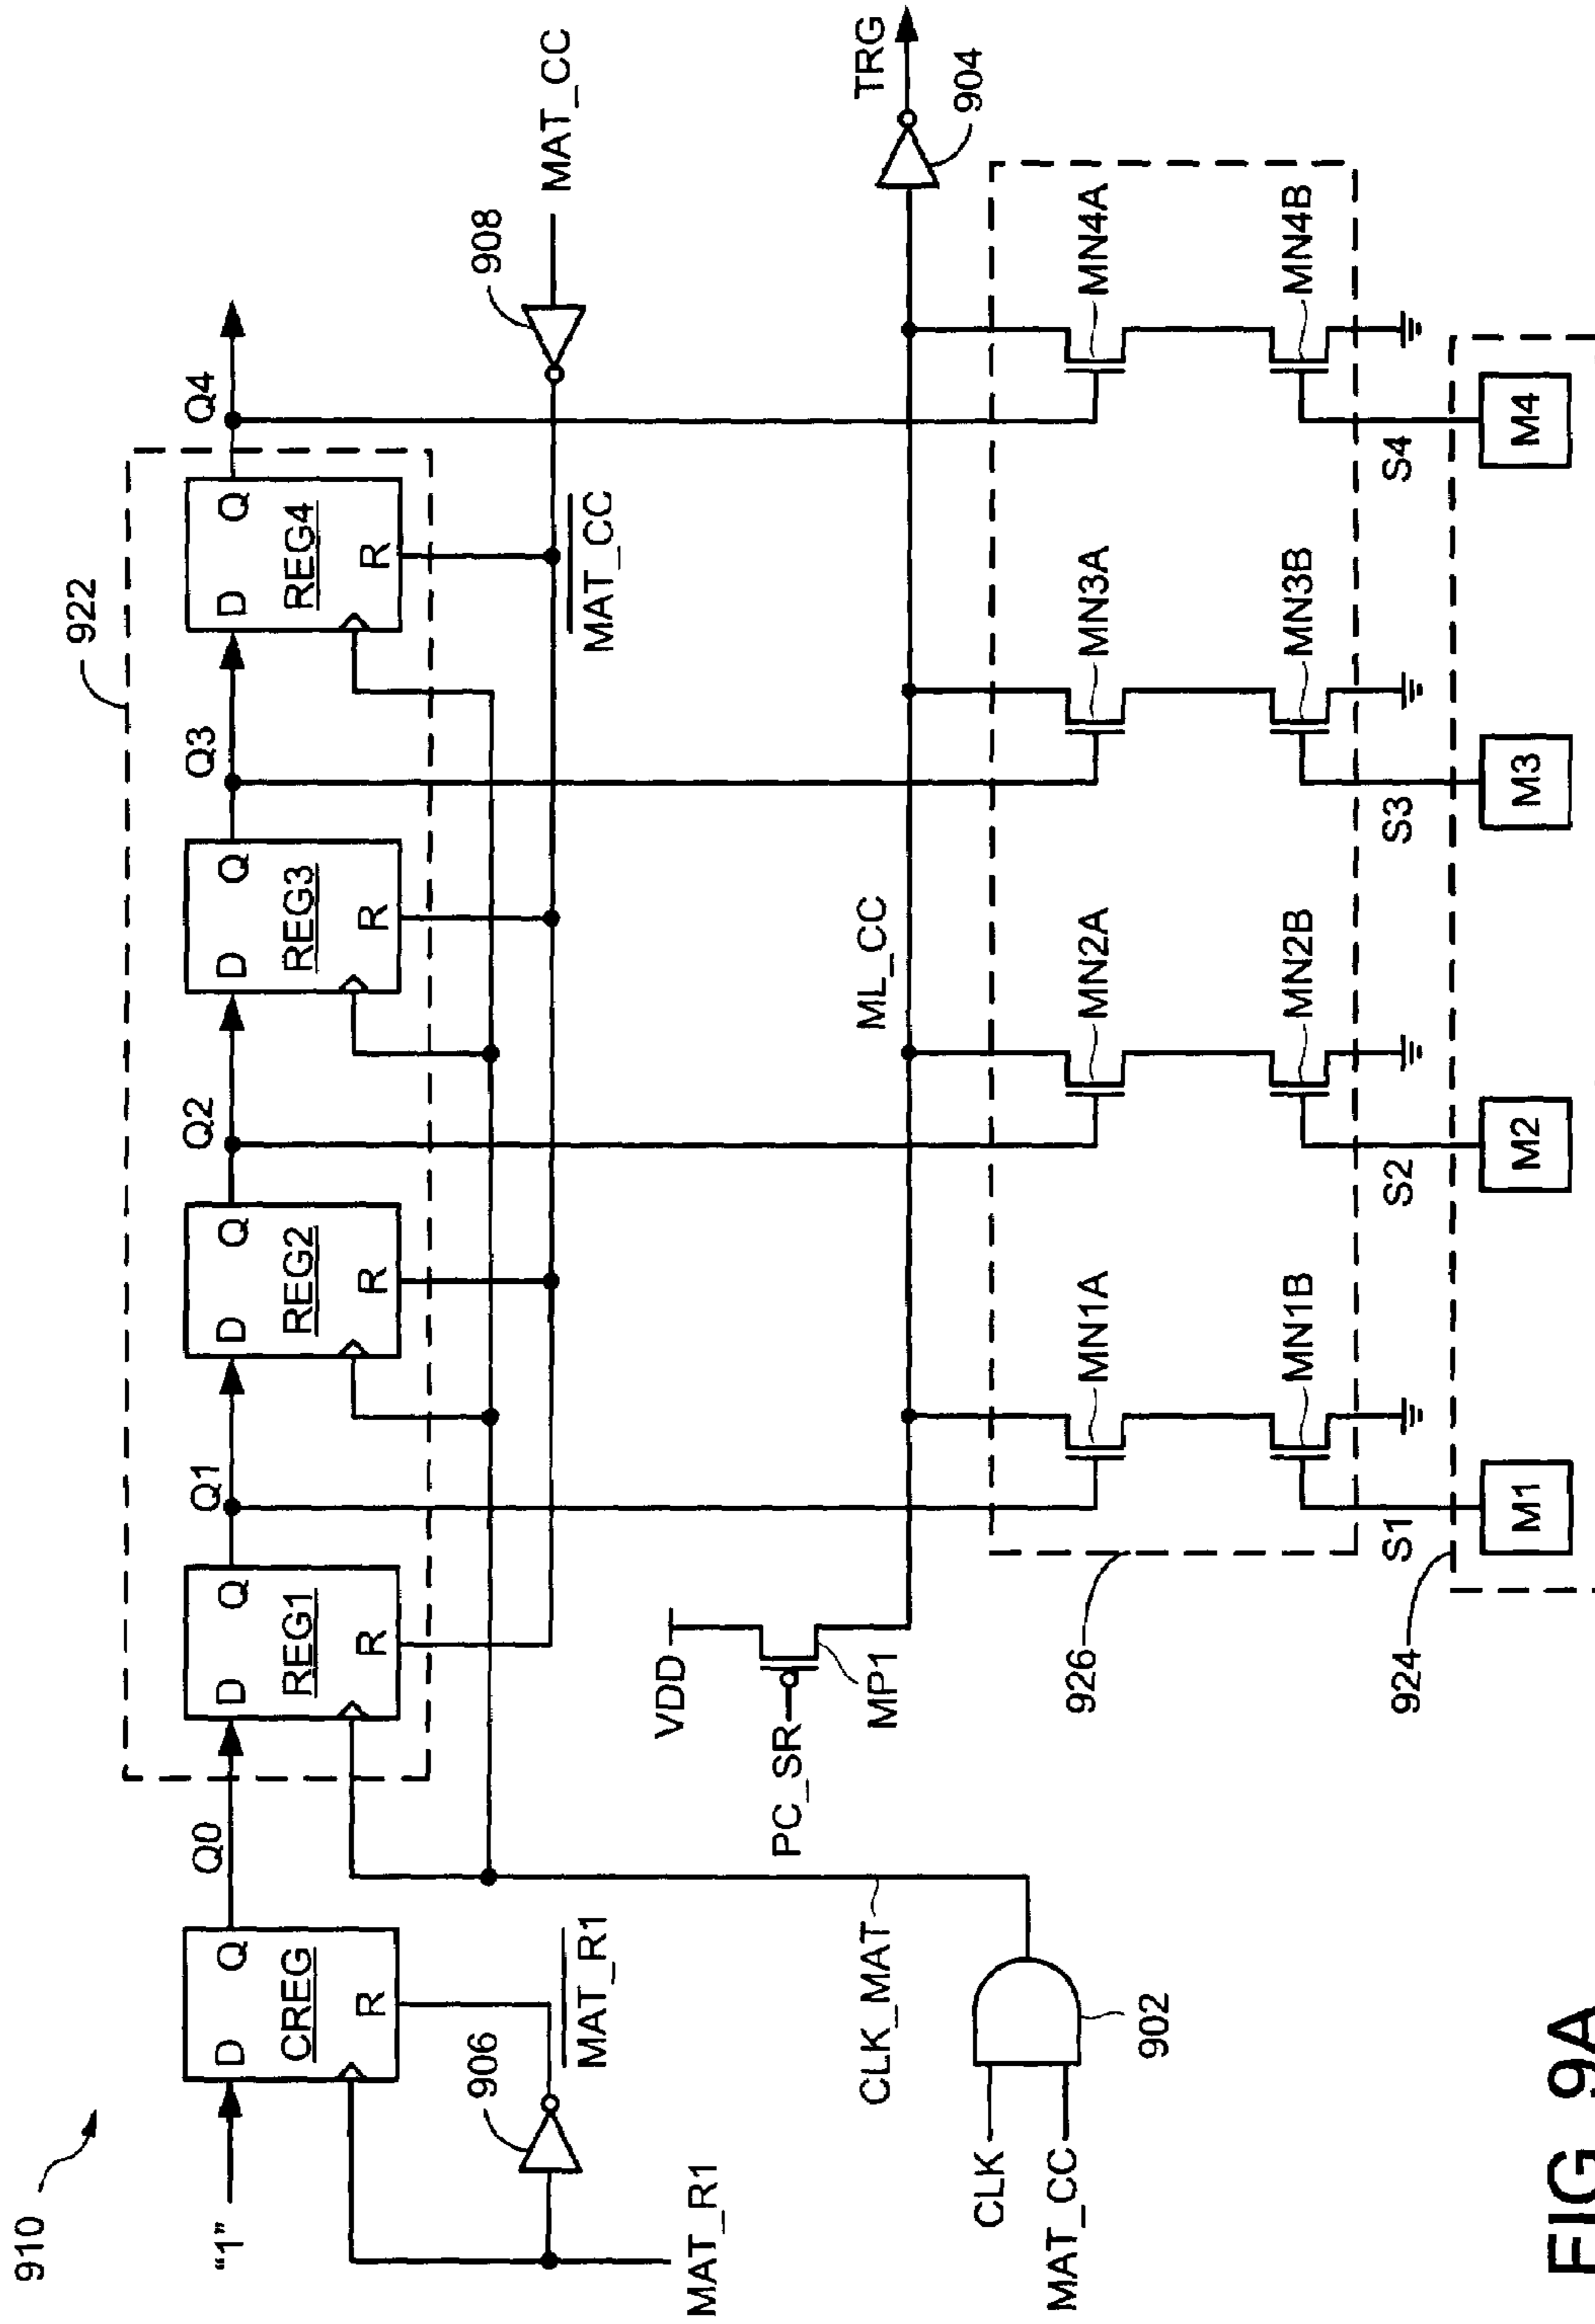 910
922
"1"
D
Q
CREG
R
Q0
D
Q
REG1
R
Q1
D
Q
REG2
R
Q2
D
Q
REG3
R
Q3
D
Q
REG4
R
Q4
906
MAT_R1
MAT_R1
908
MAT_CC
MAT_CC
CLK
MAT_CC
902
CLK_MAT
VDD
PC_SR
MP1
ML_CC
TRG
904
926
MN1A
MN2A
MN3A
MN4A
MN1B
MN2B
MN3B
MN4B
S1
S2
S3
S4
924
M1
M2
M3
M4
FIG. 9A